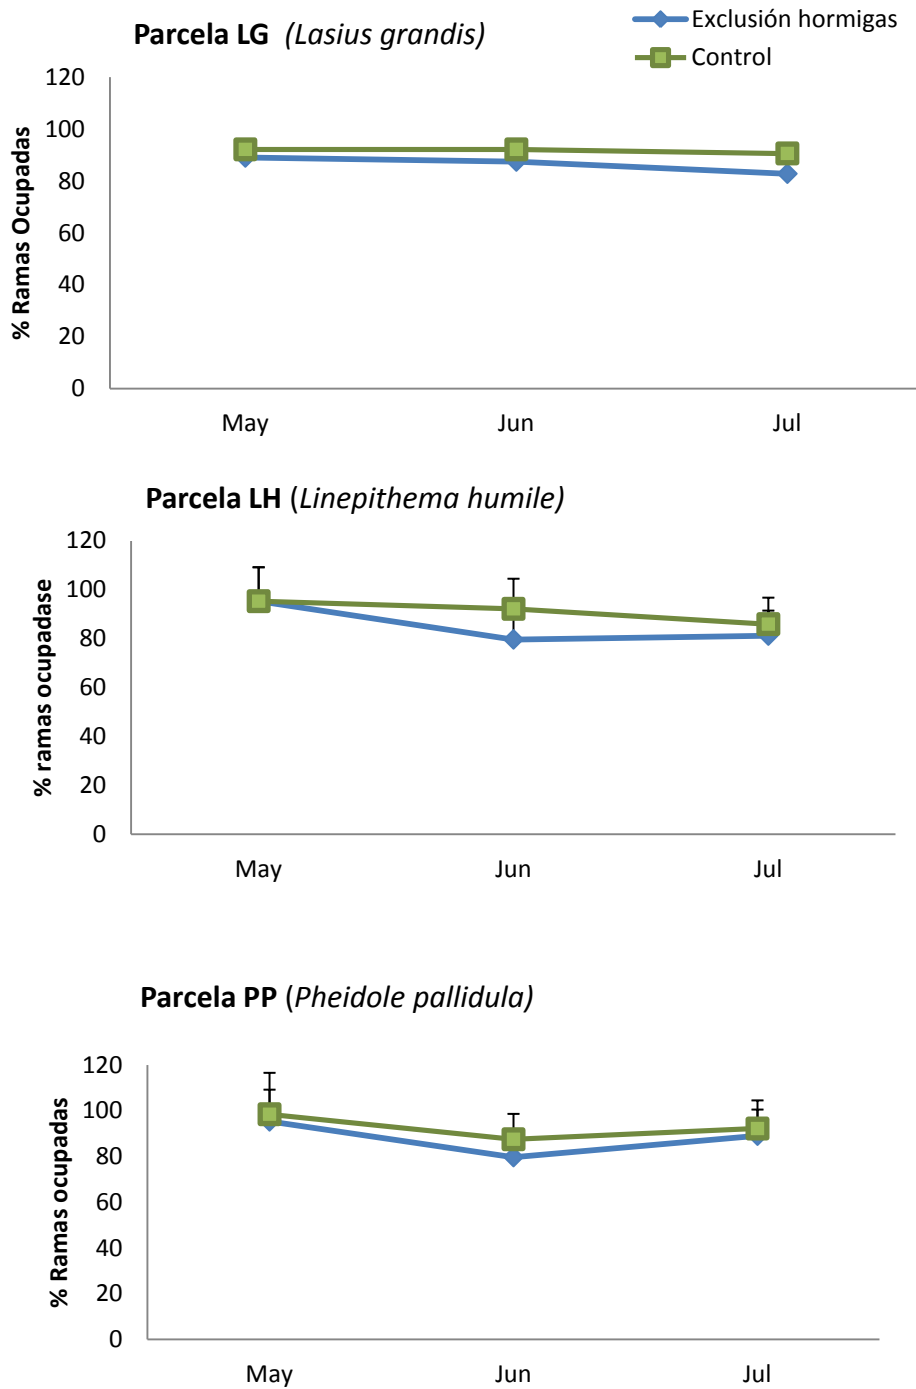 Parcela LG (Lasius grandis)
Exclusión hormigas
Control
120
100
80
60
40
20
0
% Ramas Ocupadas
May Jun Jul
Parcela LH (Linepithema humile)
120
100
80
60
40
20
0
% ramas ocupadase
May Jun Jul
Parcela PP (Pheidole pallidula)
120
100
80
60
40
20
0
% Ramas ocupadas
May Jun Jul